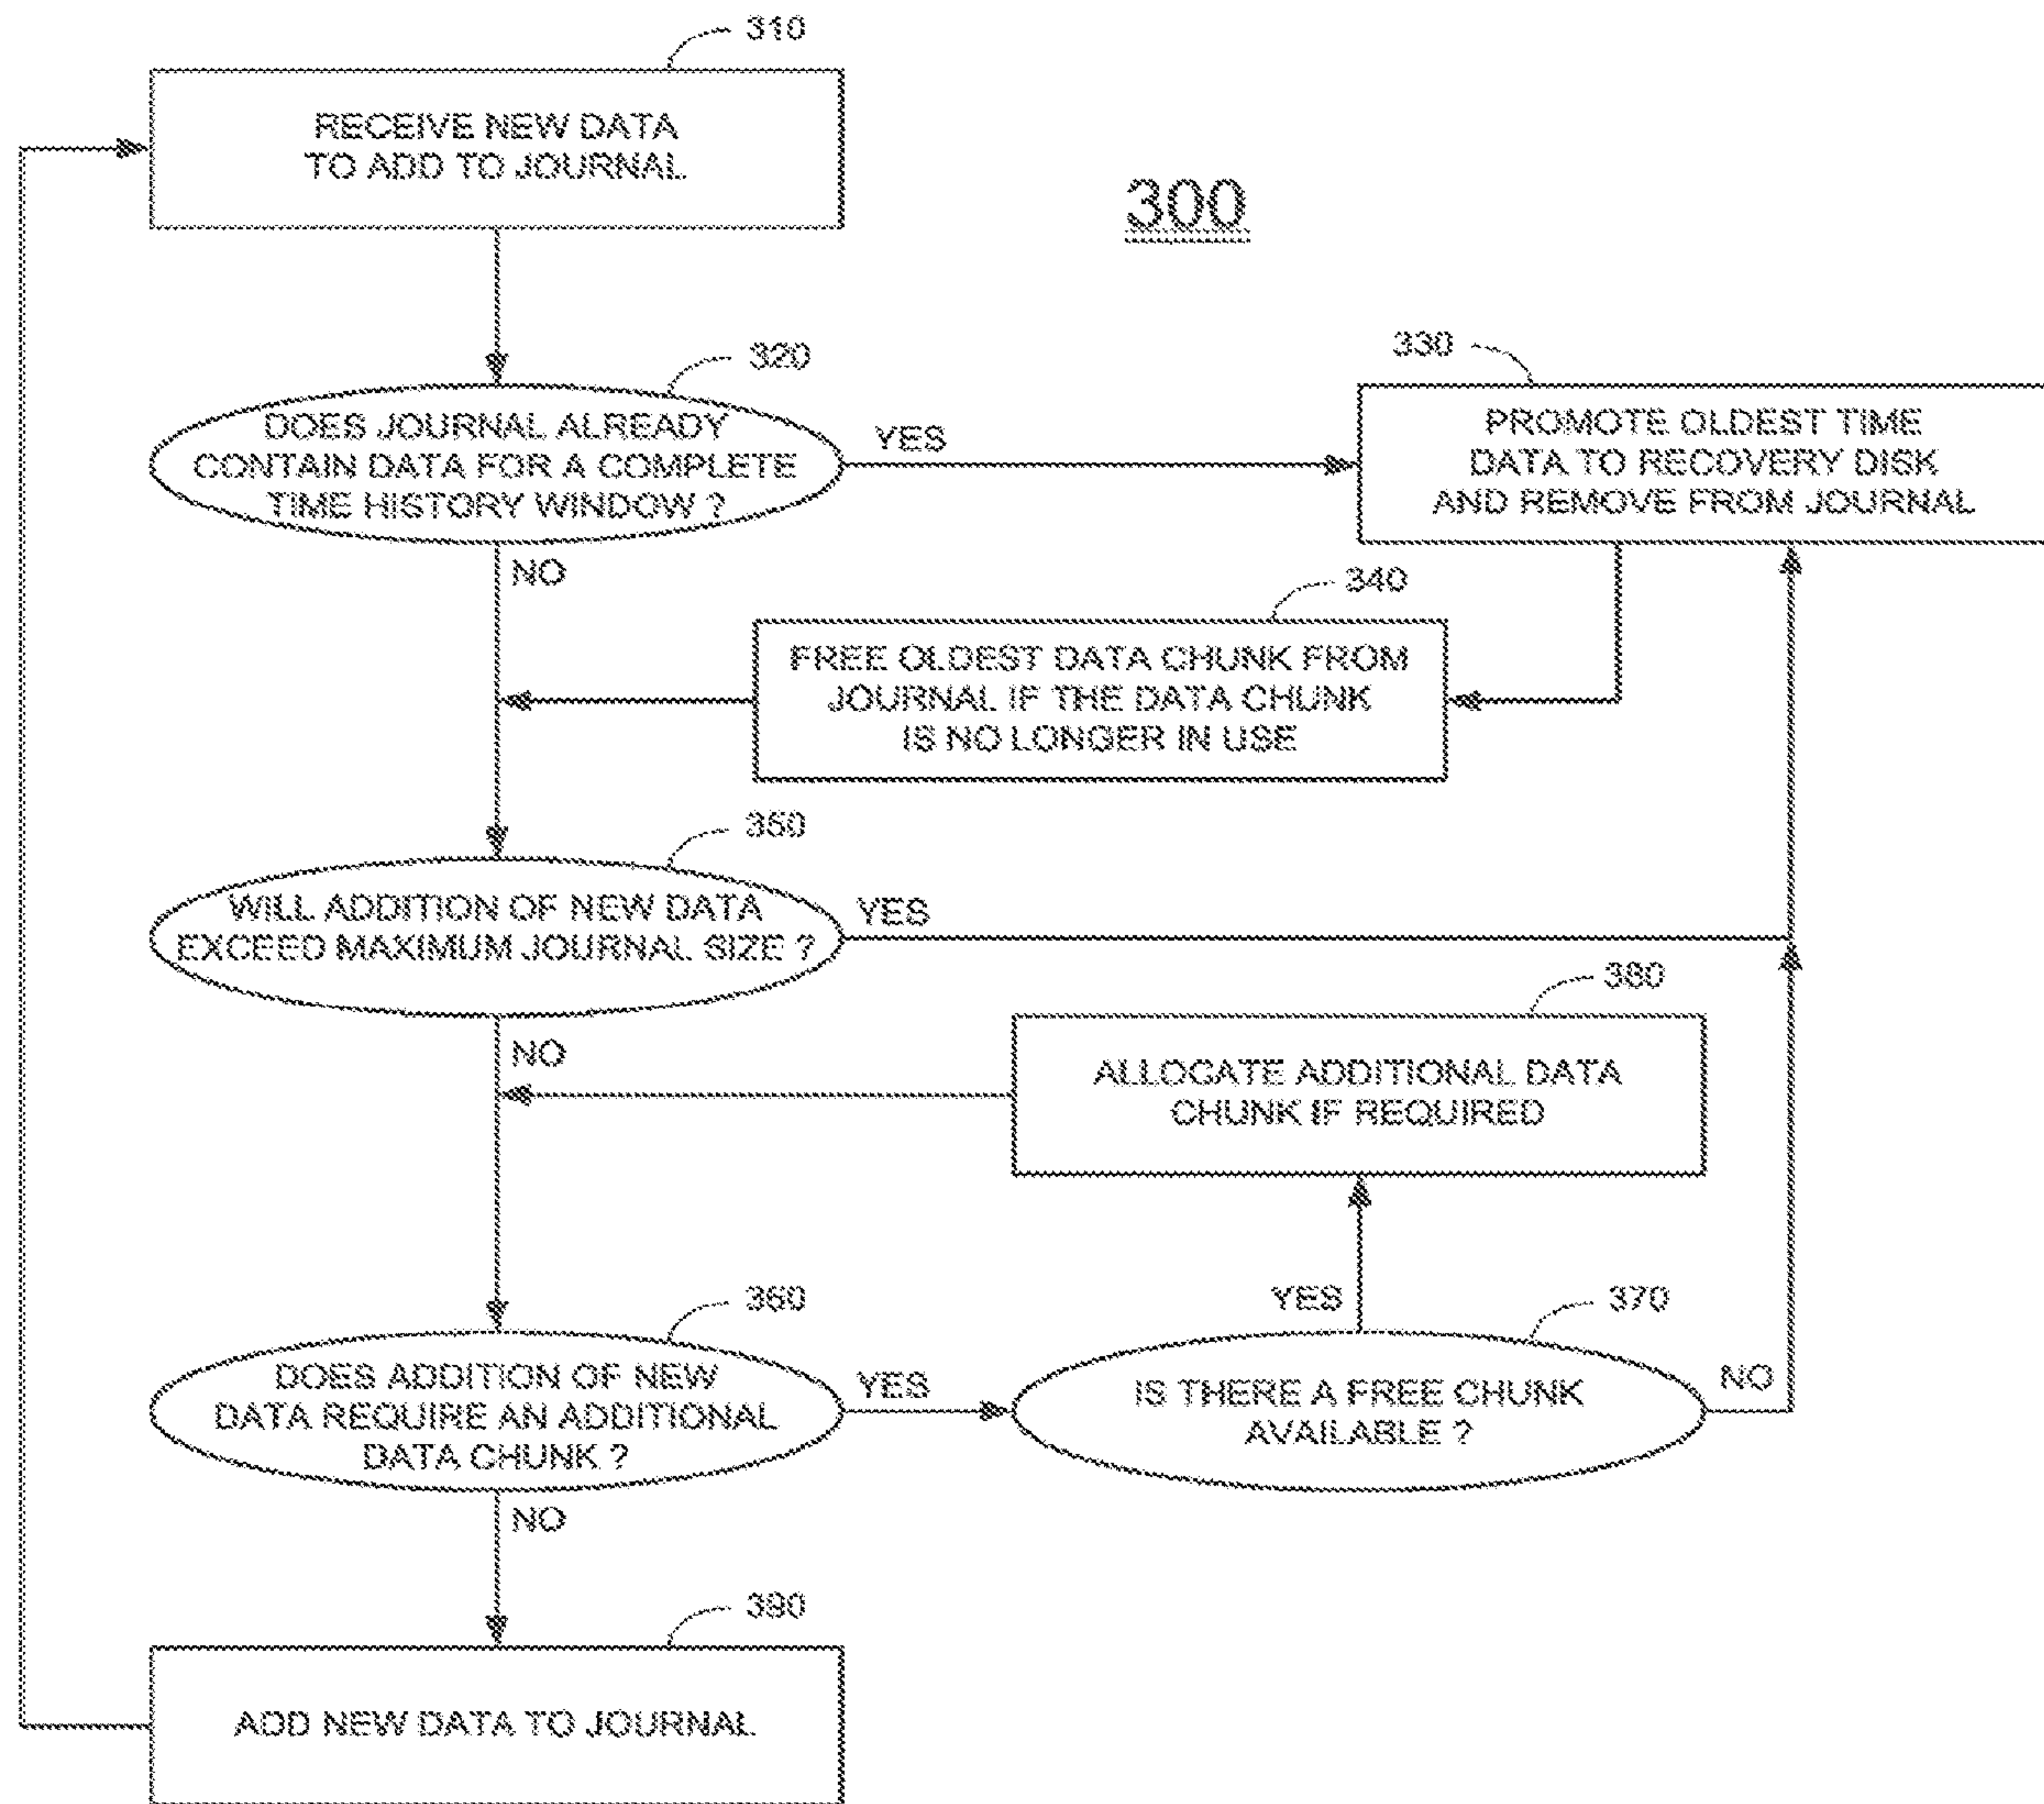 310
RECEIVE NEW DATA
TO ADD TO JOURNAL
300
320
DOES JOURNAL ALREADY
CONTAIN DATA FOR A COMPLETE
TIME HISTORY WINDOW ?
YES
NO
330
PROMOTE OLDEST TIME
DATA TO RECOVERY DISK
AND REMOVE FROM JOURNAL
340
FREE OLDEST DATA CHUNK FROM
JOURNAL IF THE DATA CHUNK
IS NO LONGER IN USE
350
WILL ADDITION OF NEW DATA
EXCEED MAXIMUM JOURNAL SIZE ?
YES
NO
380
ALLOCATE ADDITIONAL DATA
CHUNK IF REQUIRED
360
DOES ADDITION OF NEW
DATA REQUIRE AN ADDITIONAL
DATA CHUNK ?
YES
NO
YES
370
IS THERE A FREE CHUNK
AVAILABLE ?
NO
390
ADD NEW DATA TO JOURNAL